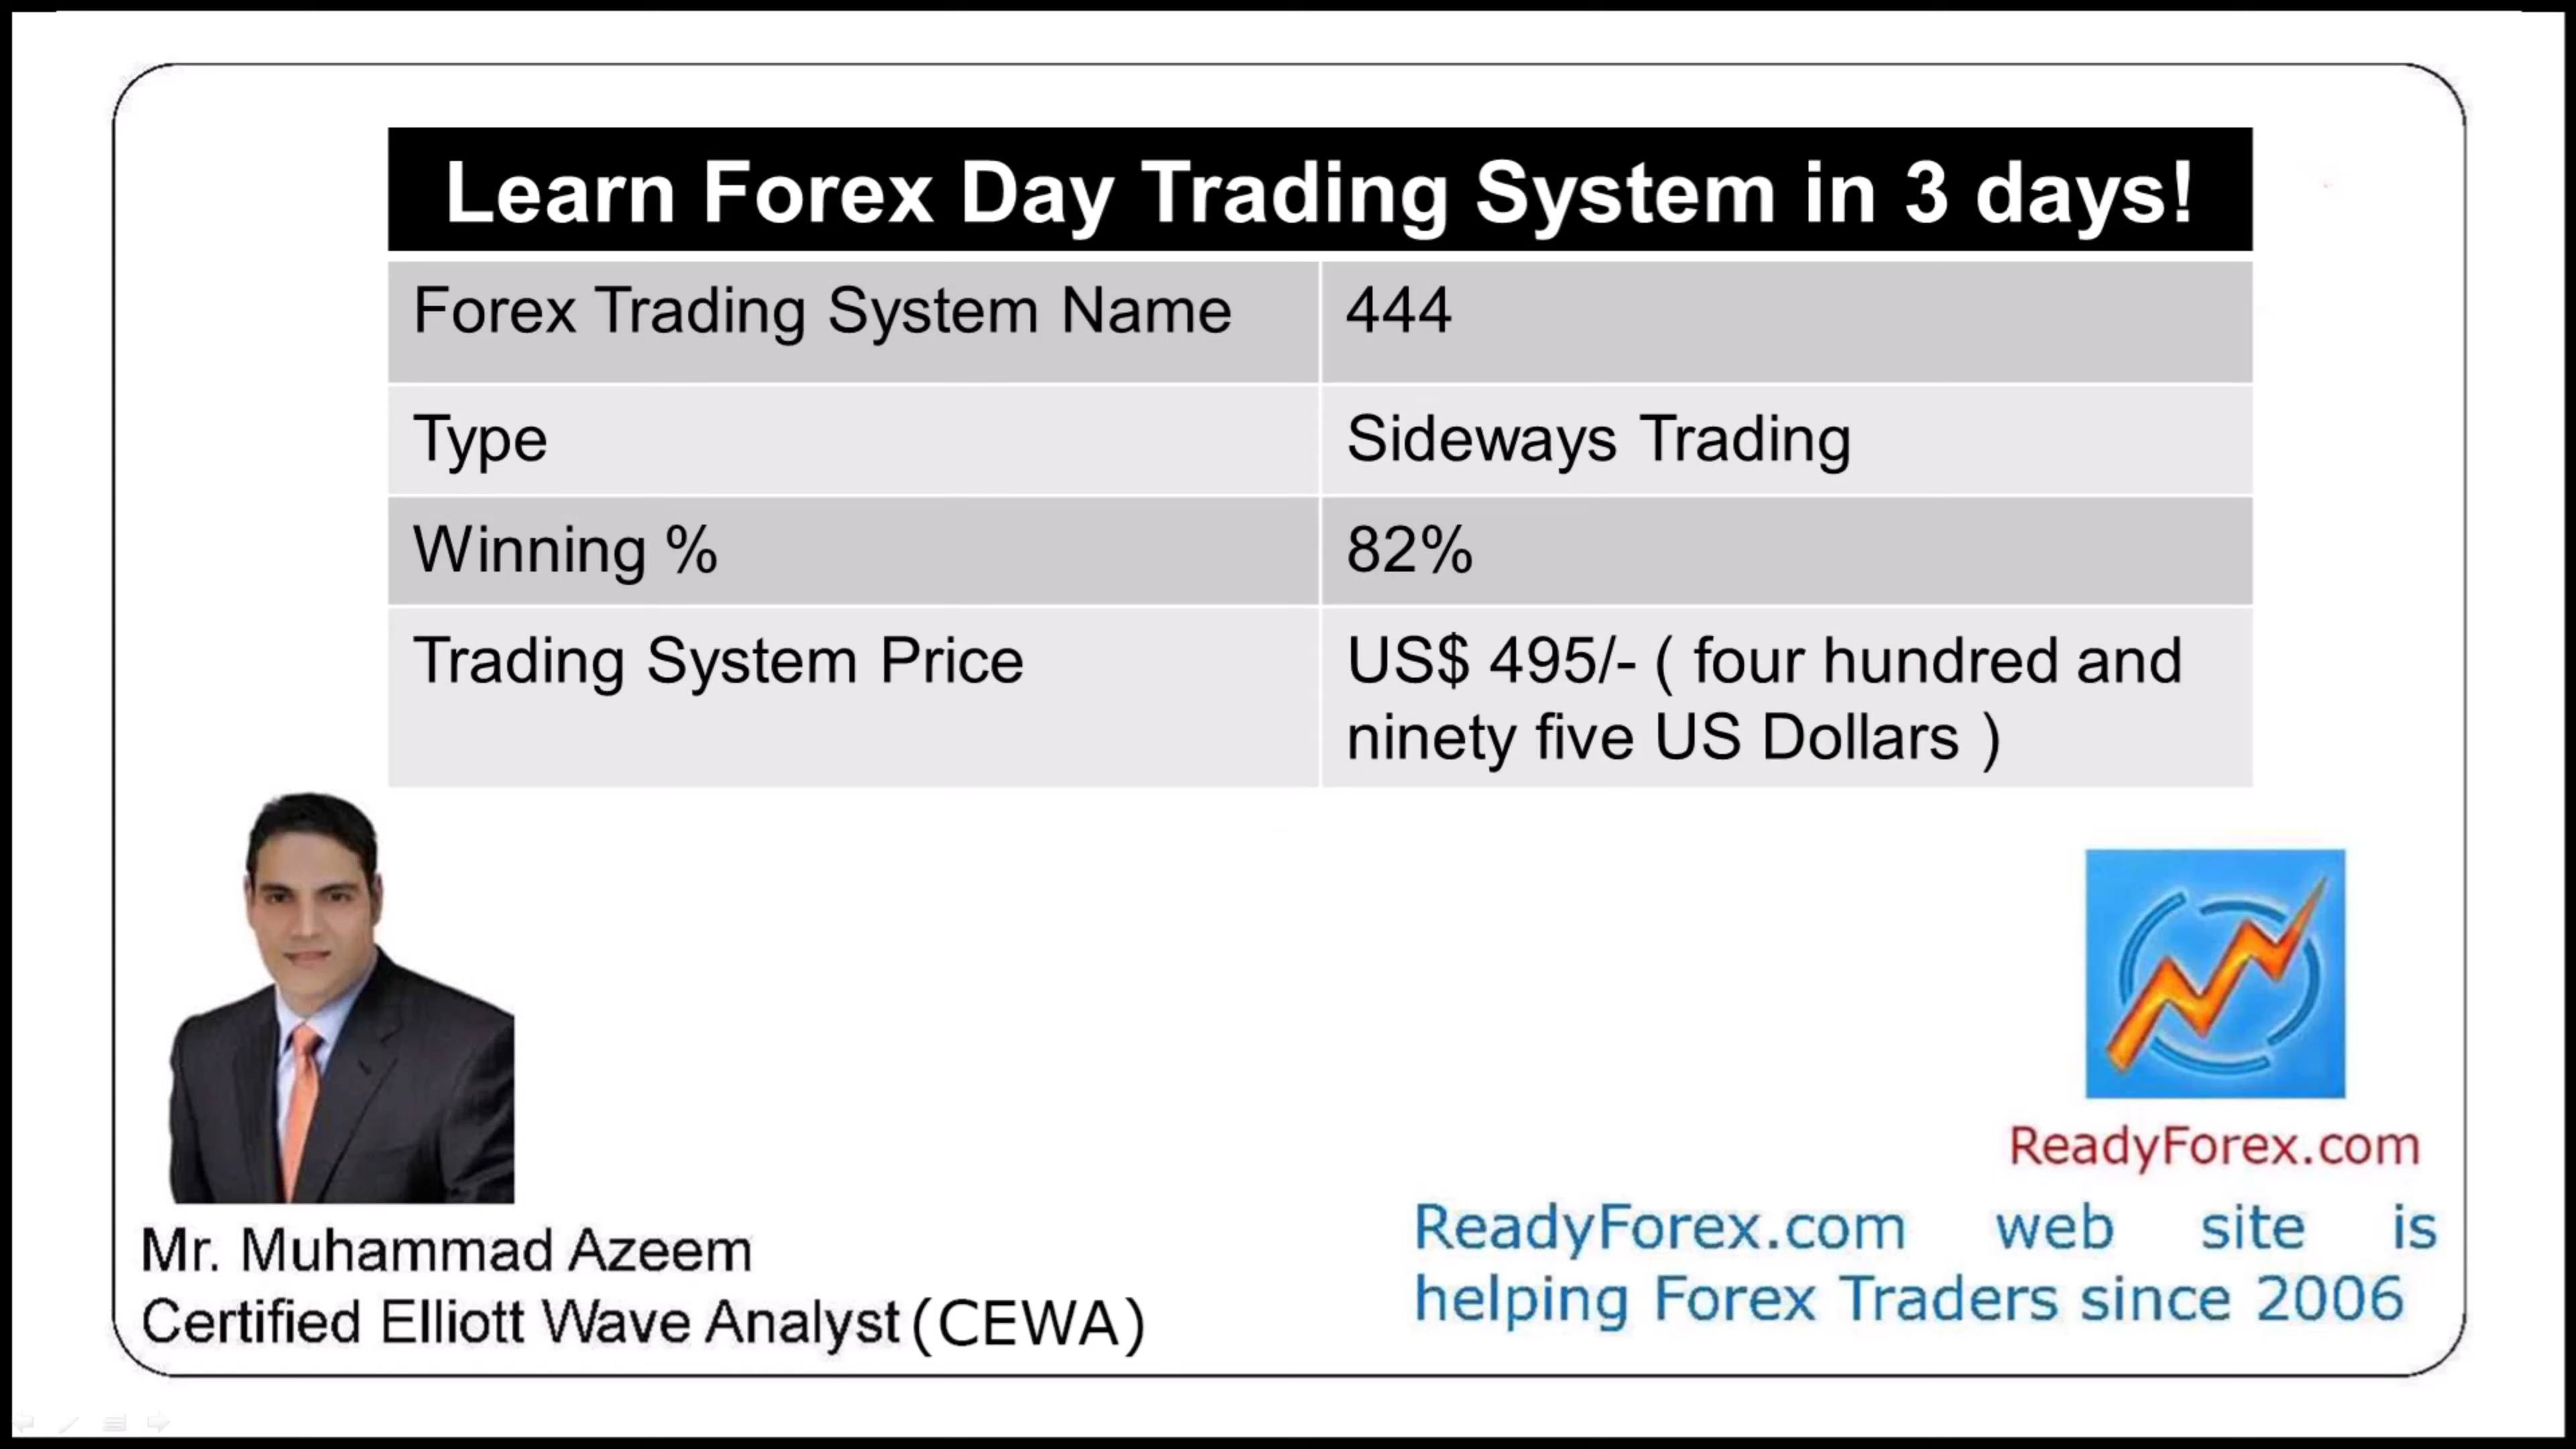 Learn Forex Day Trading System in 3 days!
Forex Trading System Name 444
Type Sideways Trading
Winning % 82%
Trading System Price US$ 495/- ( four hundred and
ninety five US Dollars )
ReadyForex.com
Mr. Muhammad Azeem
Certified Elliott Wave Analyst (CEWA)
ReadyForex.com web site is
helping Forex Traders since 2006